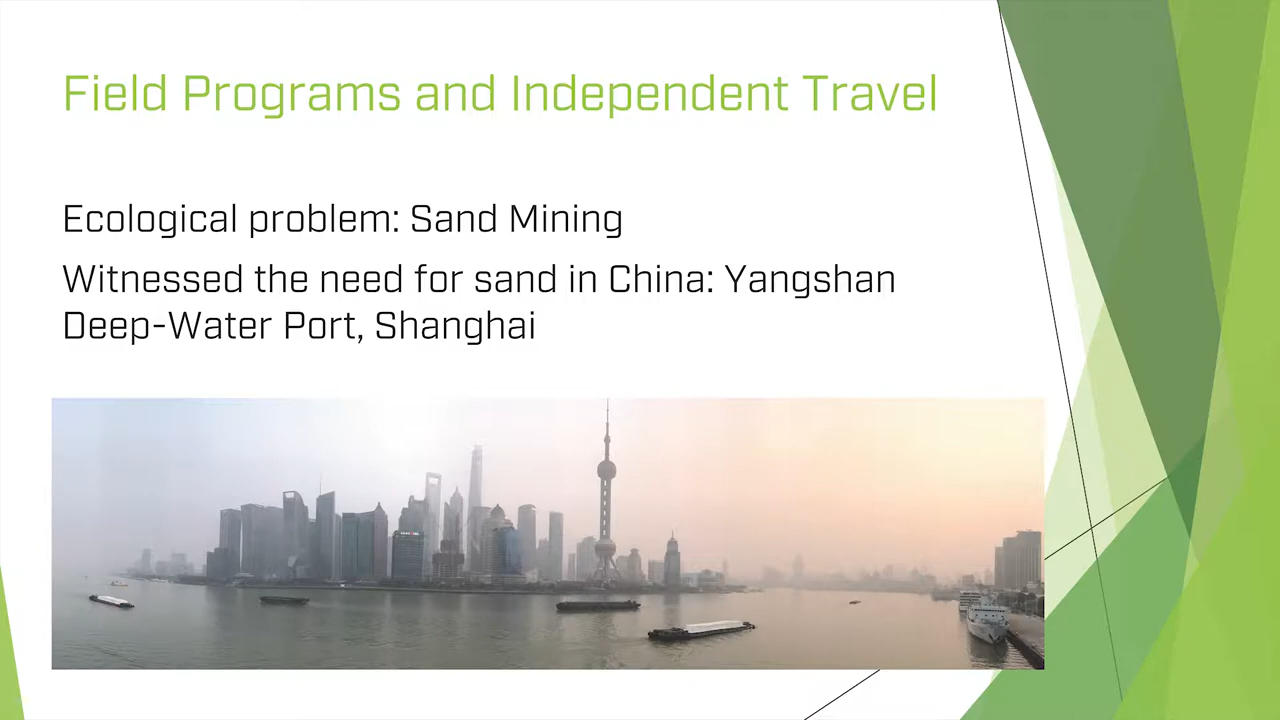 Field Programs and Independent Travel
Ecological problem: Sand Mining
Witnessed the need for sand in China: Yangshan
Deep-Water Port, Shanghai